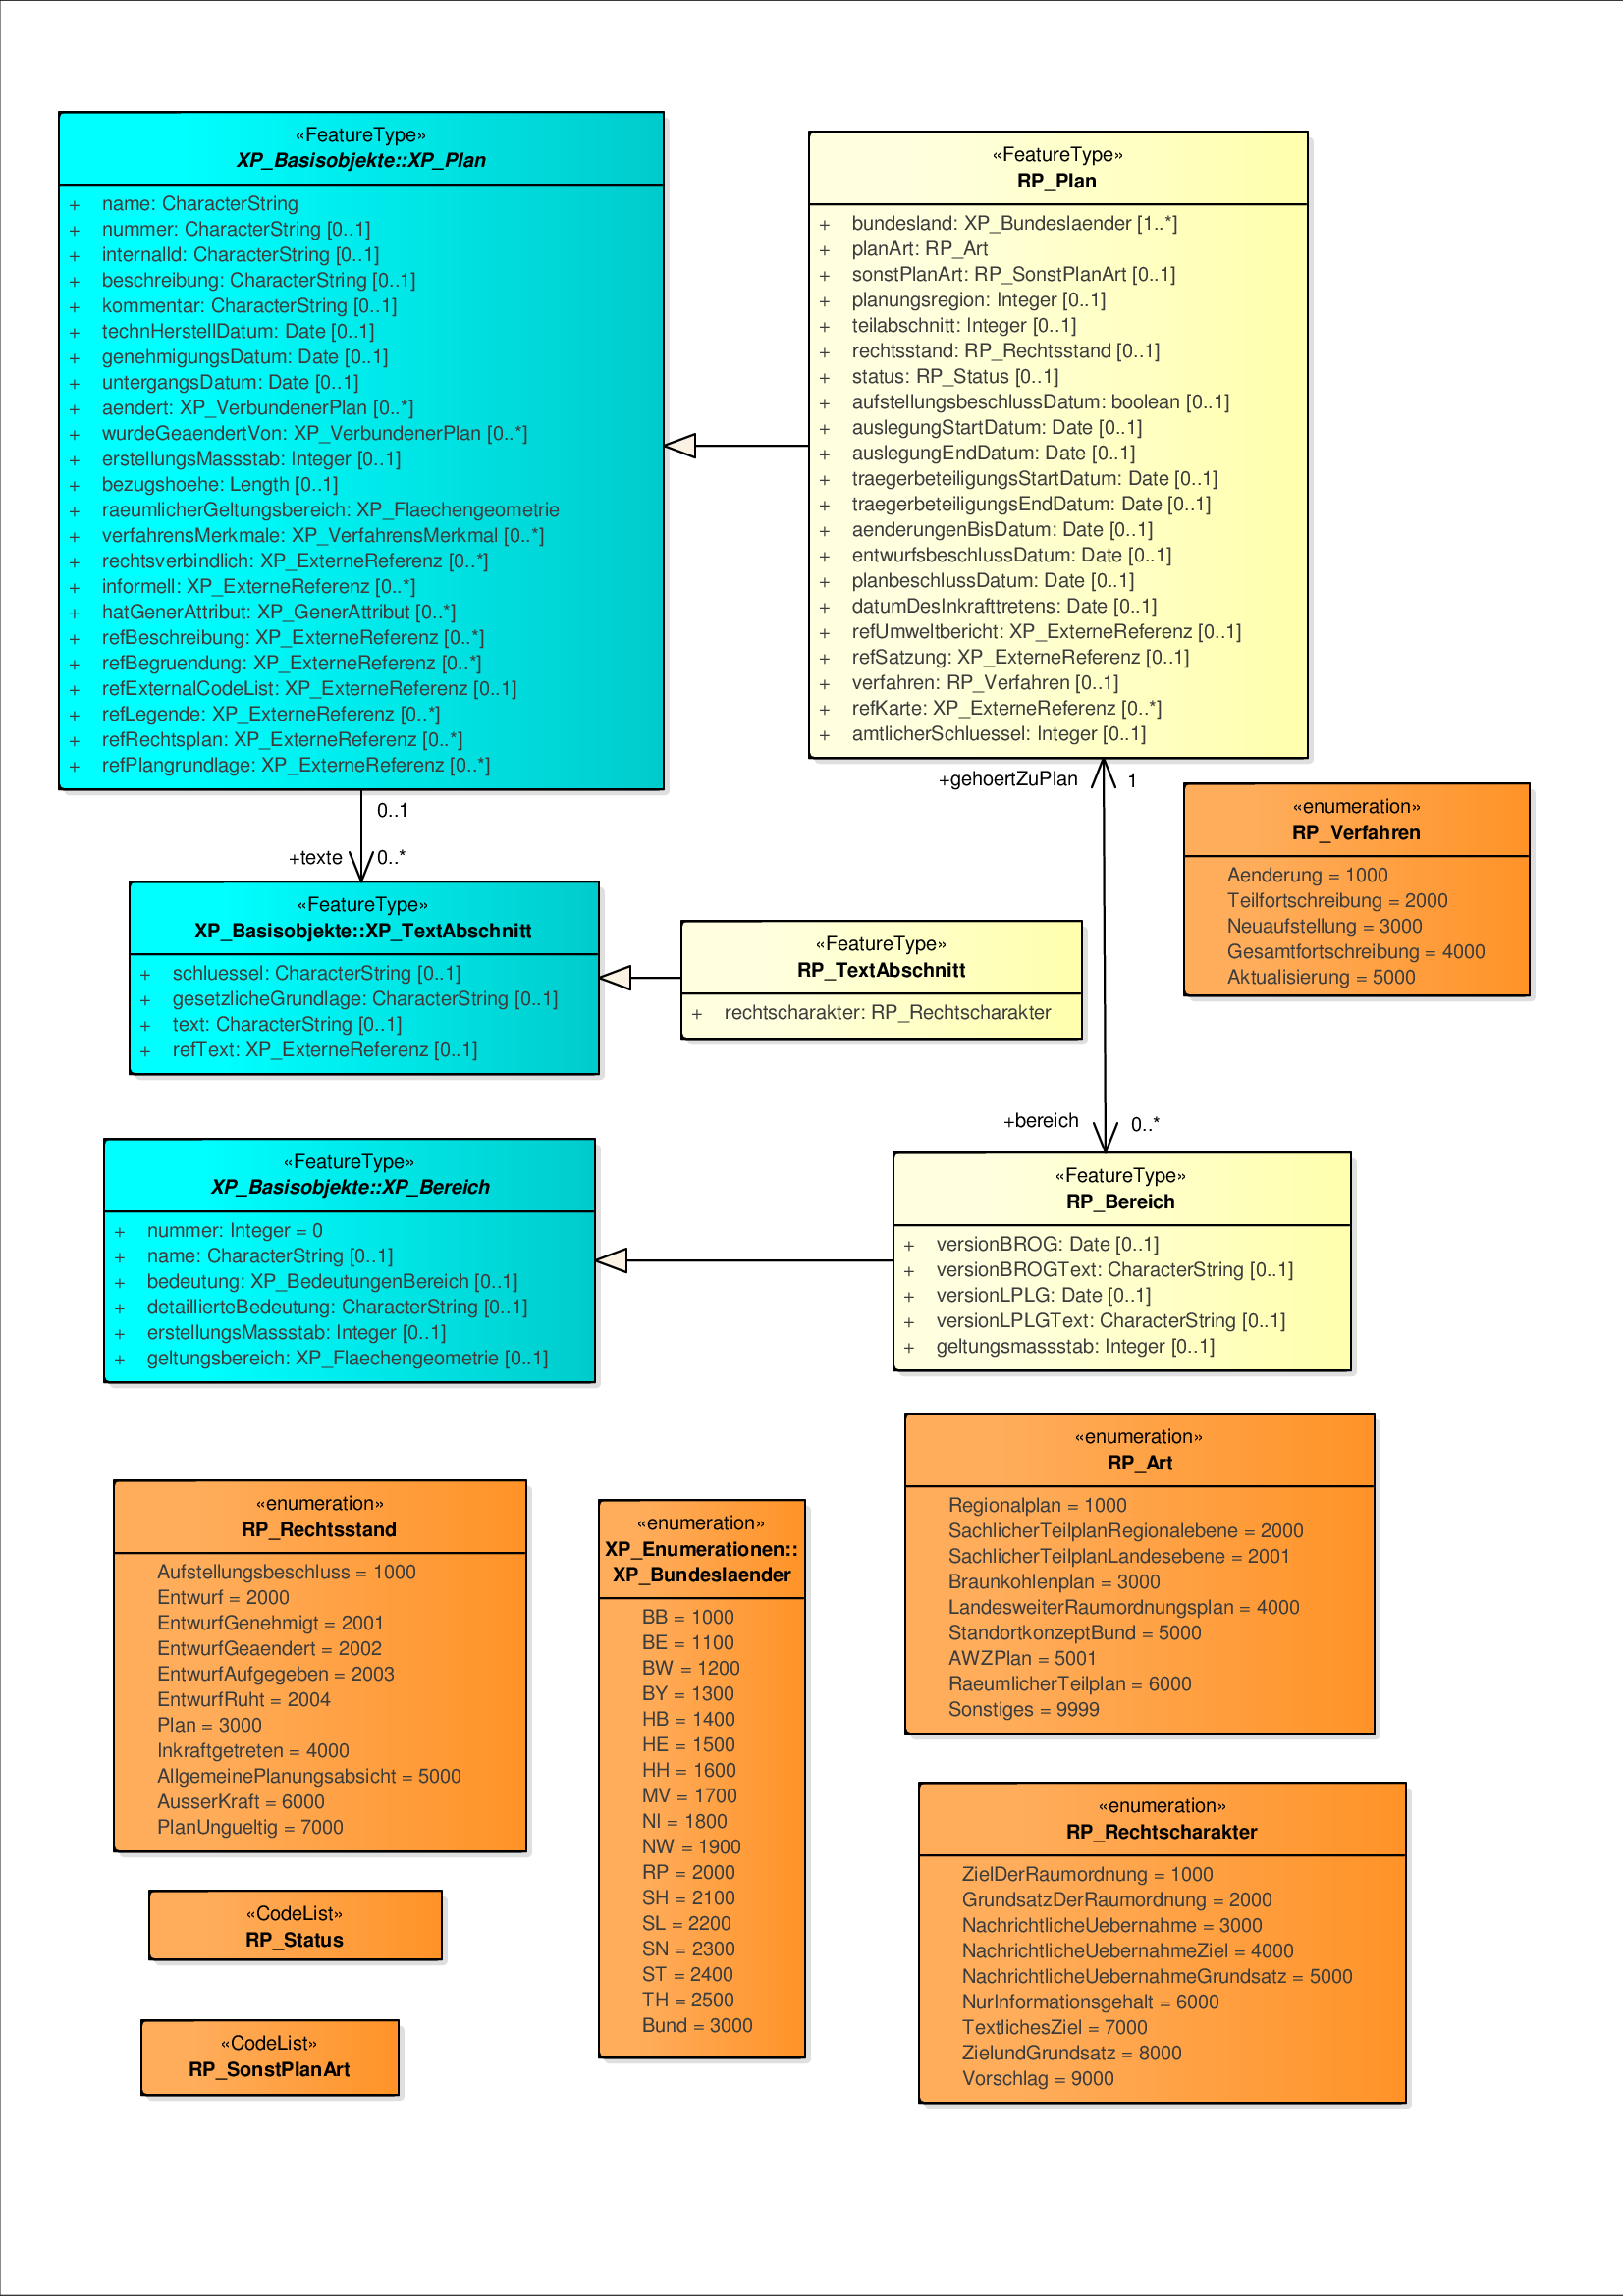 «FeatureType»
XP_Basisobjekte::XP_Plan
+ name: CharacterString
+ nummer: CharacterString [0..1]
+ internalId: CharacterString [0..1]
+ beschreibung: CharacterString [0..1]
+ kommentar: CharacterString [0..1]
+ technHerstellDatum: Date [0..1]
+ genehmigungsDatum: Date [0..1]
+ untergangsDatum: Date [0..1]
+ aendert: XP_VerbundenerPlan [0..*]
+ wurdeGeaendertVon: XP_VerbundenerPlan [0..*]
+ erstellungsMassstab: Integer [0..1]
+ bezugshoehe: Length [0..1]
+ raeumlicherGeltungsbereich: XP_Flaechengeometrie
+ verfahrensMerkmale: XP_VerfahrensMerkmal [0..*]
+ rechtsverbindlich: XP_ExterneReferenz [0..*]
+ informell: XP_ExterneReferenz [0..*]
+ hatGenerAttribut: XP_GenerAttribut [0..*]
+ refBeschreibung: XP_ExterneReferenz [0..*]
+ refBegruendung: XP_ExterneReferenz [0..*]
+ refExternalCodeList: XP_ExterneReferenz [0..1]
+ refLegende: XP_ExterneReferenz [0..*]
+ refRechtsplan: XP_ExterneReferenz [0..*]
+ refPlangrundlage: XP_ExterneReferenz [0..*]
«FeatureType»
RP_Plan
+ bundesland: XP_Bundeslaender [1..*]
+ planArt: RP_Art
+ sonstPlanArt: RP_SonstPlanArt [0..1]
+ planungsregion: Integer [0..1]
+ teilabschnitt: Integer [0..1]
+ rechtsstand: RP_Rechtsstand [0..1]
+ status: RP_Status [0..1]
+ aufstellungsbeschlussDatum: boolean [0..1]
+ auslegungStartDatum: Date [0..1]
+ auslegungEndDatum: Date [0..1]
+ traegerbeteiligungsStartDatum: Date [0..1]
+ traegerbeteiligungsEndDatum: Date [0..1]
+ aenderungenBisDatum: Date [0..1]
+ entwurfsbeschlussDatum: Date [0..1]
+ planbeschlussDatum: Date [0..1]
+ datumDesInkrafttretens: Date [0..1]
+ refUmweltbericht: XP_ExterneReferenz [0..1]
+ refSatzung: XP_ExterneReferenz [0..1]
+ verfahren: RP_Verfahren [0..1]
+ refKarte: XP_ExterneReferenz [0..*]
+ amtlicherSchluessel: Integer [0..1]
+gehoertZuPlan 1
0..1
+texte 0..*
«enumeration»
RP_Verfahren
Aenderung = 1000
Teilfortschreibung = 2000
Neuaufstellung = 3000
Gesamtfortschreibung = 4000
Aktualisierung = 5000
«FeatureType»
XP_Basisobjekte::XP_TextAbschnitt
+ schluessel: CharacterString [0..1]
+ gesetzlicheGrundlage: CharacterString [0..1]
+ text: CharacterString [0..1]
+ refText: XP_ExterneReferenz [0..1]
«FeatureType»
RP_TextAbschnitt
+ rechtscharakter: RP_Rechtscharakter
+bereich 0..*
«FeatureType»
XP_Basisobjekte::XP_Bereich
+ nummer: Integer = 0
+ name: CharacterString [0..1]
+ bedeutung: XP_BedeutungenBereich [0..1]
+ detaillierteBedeutung: CharacterString [0..1]
+ erstellungsMassstab: Integer [0..1]
+ geltungsbereich: XP_Flaechengeometrie [0..1]
«FeatureType»
RP_Bereich
+ versionBROG: Date [0..1]
+ versionBROGText: CharacterString [0..1]
+ versionLPLG: Date [0..1]
+ versionLPLGText: CharacterString [0..1]
+ geltungsmassstab: Integer [0..1]
«enumeration»
RP_Art
Regionalplan = 1000
SachlicherTeilplanRegionalebene = 2000
SachlicherTeilplanLandesebene = 2001
Braunkohlenplan = 3000
LandesweiterRaumordnungsplan = 4000
StandortkonzeptBund = 5000
AWZPlan = 5001
RaeumlicherTeilplan = 6000
Sonstiges = 9999
«enumeration»
RP_Rechtsstand
Aufstellungsbeschluss = 1000
Entwurf = 2000
EntwurfGenehmigt = 2001
EntwurfGeaendert = 2002
EntwurfAufgegeben = 2003
EntwurfRuht = 2004
Plan = 3000
Inkraftgetreten = 4000
AllgemeinePlanungsabsicht = 5000
AusserKraft = 6000
PlanUngueltig = 7000
«enumeration»
XP_Enumerationen::
XP_Bundeslaender
BB = 1000
BE = 1100
BW = 1200
BY = 1300
HB = 1400
HE = 1500
HH = 1600
MV = 1700
NI = 1800
NW = 1900
RP = 2000
SH = 2100
SL = 2200
SN = 2300
ST = 2400
TH = 2500
Bund = 3000
«enumeration»
RP_Rechtscharakter
ZielDerRaumordnung = 1000
GrundsatzDerRaumordnung = 2000
NachrichtlicheUebernahme = 3000
NachrichtlicheUebernahmeZiel = 4000
NachrichtlicheUebernahmeGrundsatz = 5000
NurInformationsgehalt = 6000
TextlichesZiel = 7000
ZielundGrundsatz = 8000
Vorschlag = 9000
«CodeList»
RP_Status
«CodeList»
RP_SonstPlanArt